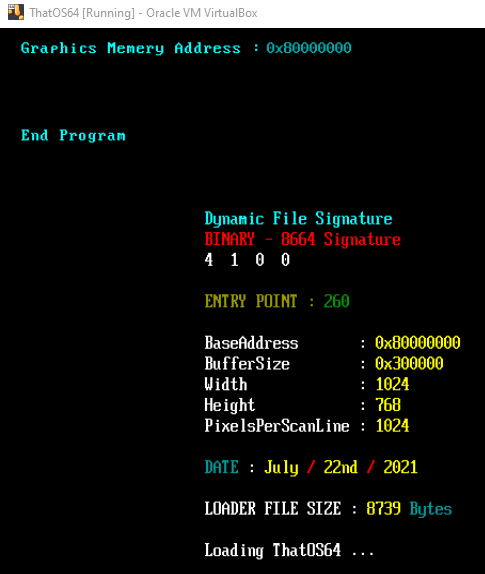 ThatOS64 [Running] - Oracle VM VirtualBox
Graphics Memery Address : 0x80000000
End Program
Dynamic File Signature
BINARY - 8664 Signature
4 1 0 0
ENTRY POINT : 260
BaseAddress : 0x80000000
BufferSize : 0x300000
Width : 1024
Height : 768
PixelsPerScanLine : 1024
DATE : July / 22nd / 2021
LOADER FILE SIZE : 8739 Bytes
Loading ThatOS64 ...